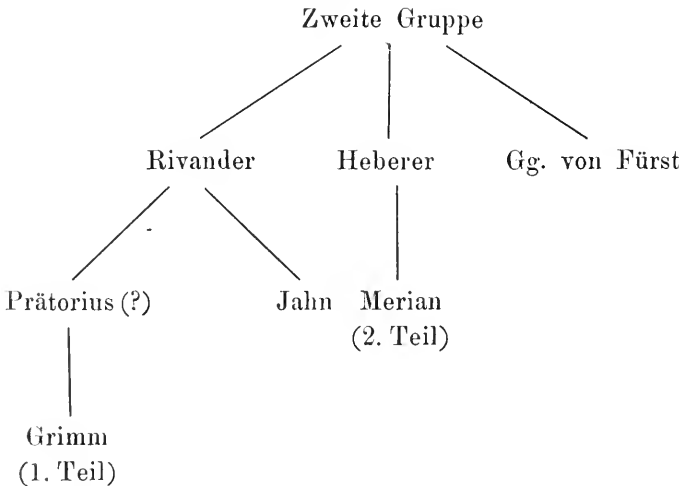 Zweite Gruppe
Rivander Heberer Gg. von Fürst
Prätorius (?) Jahn Merian
(2. Teil)
Grimm
(1. Teil)